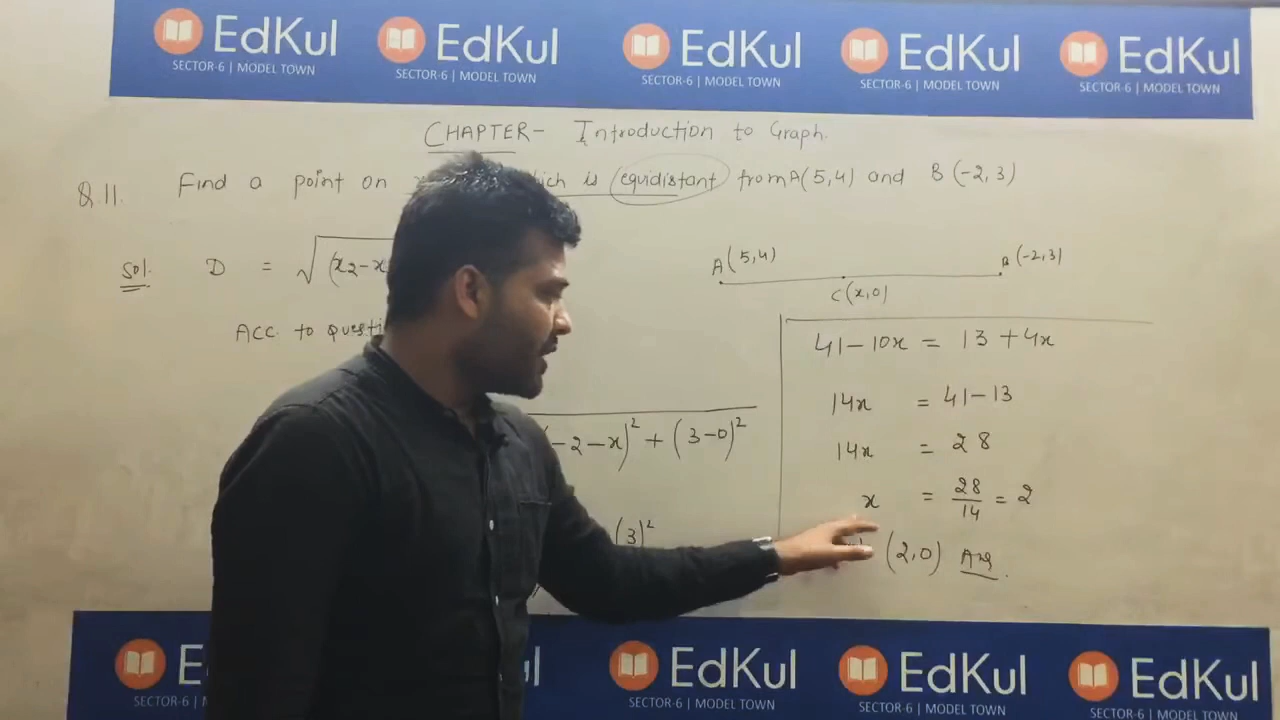 EdKul EdKul EdKul EdKul EdKul
SECTOR-6 | MODEL TOWN SECTOR-6 | MODEL TOWN SECTOR-6 | MODEL TOWN SECTOR-6 | MODEL TOWN SECTOR-6 | MODEL TOWN
CHAPTER- Introduction to Graph.
Q.11. Find a point on which is equidistant from A(5,4) and B(-2,3)
Sol. D = √(x2-x
A(5,4) B(-2,3)
C(x,0)
Acc. to questi
41-10x = 13+4x
14x = 41-13
-2-x)² + (3-0)²
14x = 28
x = 28/14 = 2
(3)²
(2,0) Ans.
EdKul EdKul EdKul
SECTOR-6 | MODEL TOWN SECTOR-6 | MODEL TOWN SECTOR-6 | MODEL TOWN